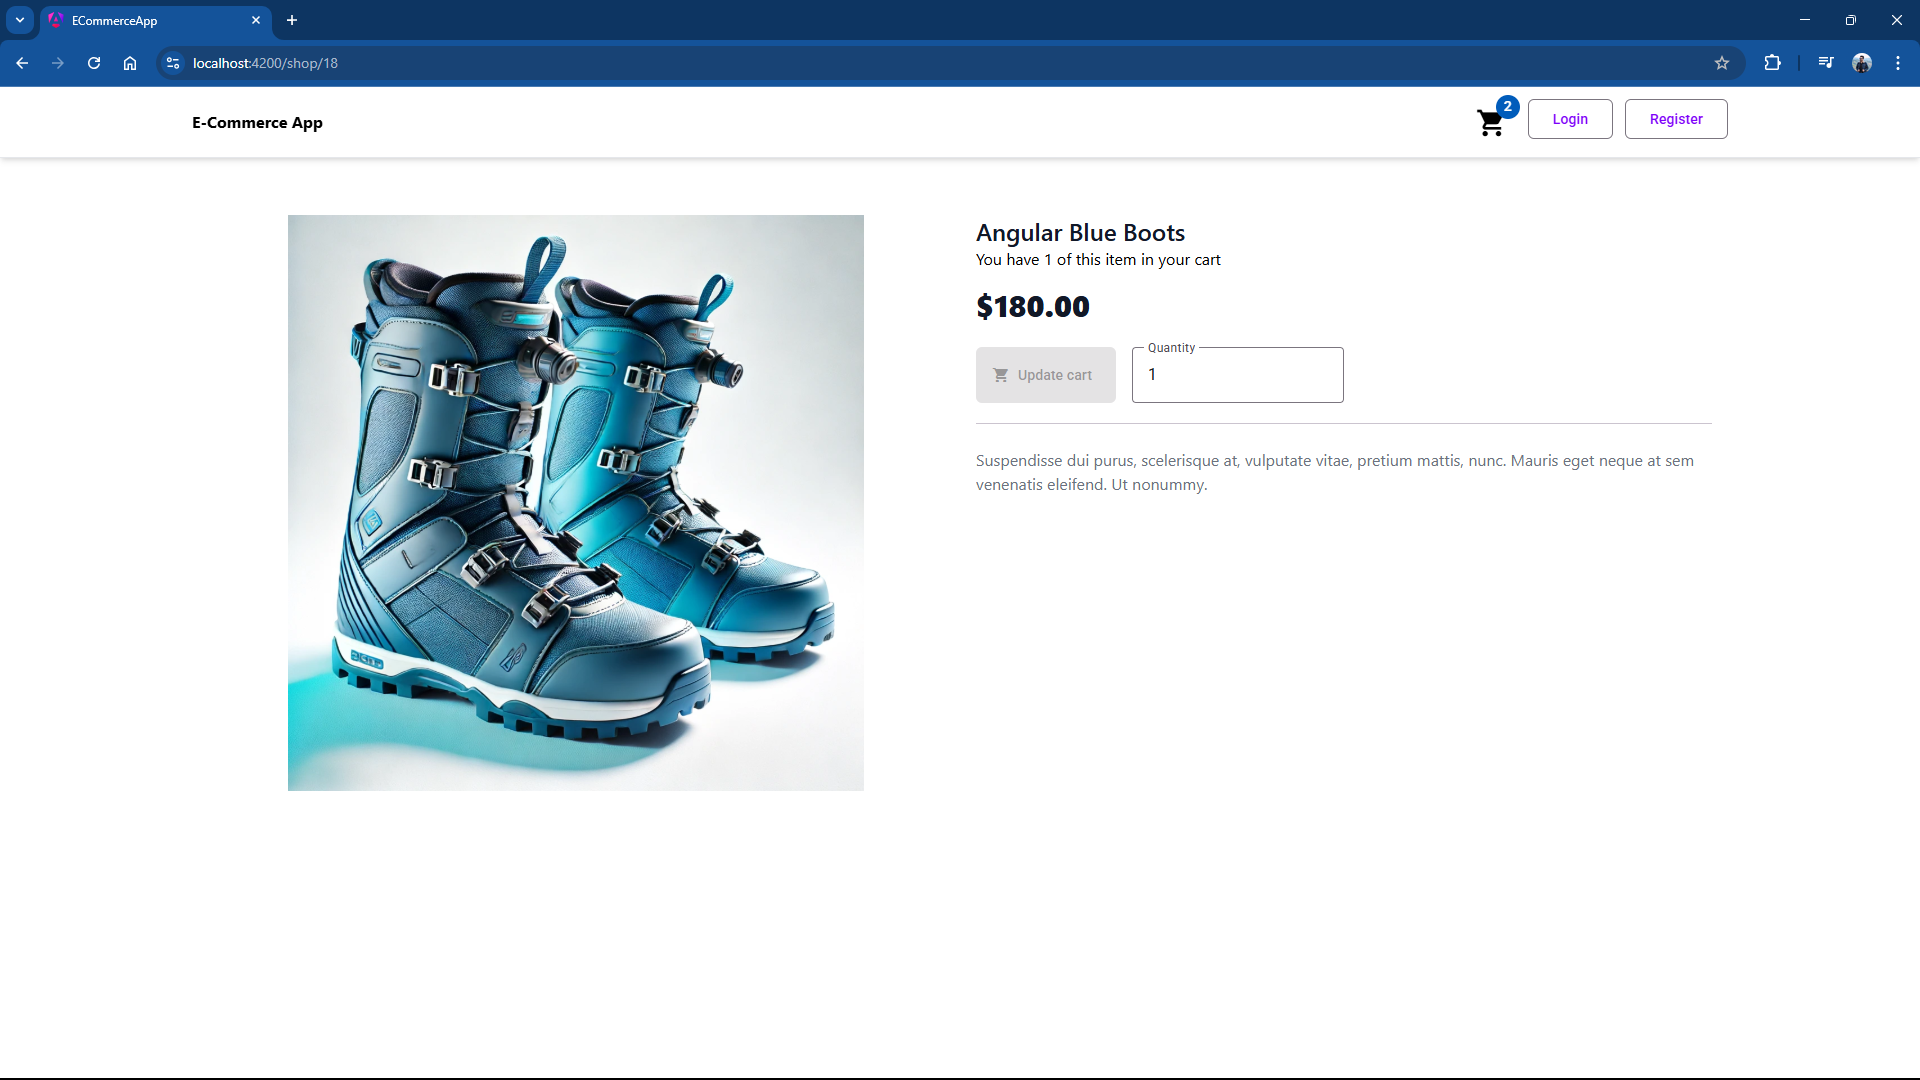 ECommerceApp
localhost:4200/shop/18
E-Commerce App
2
Login
Register
Angular Blue Boots
You have 1 of this item in your cart
$180.00
Update cart
Quantity
1
Suspendisse dui purus, scelerisque at, vulputate vitae, pretium mattis, nunc. Mauris eget neque at sem
venenatis eleifend. Ut nonummy.